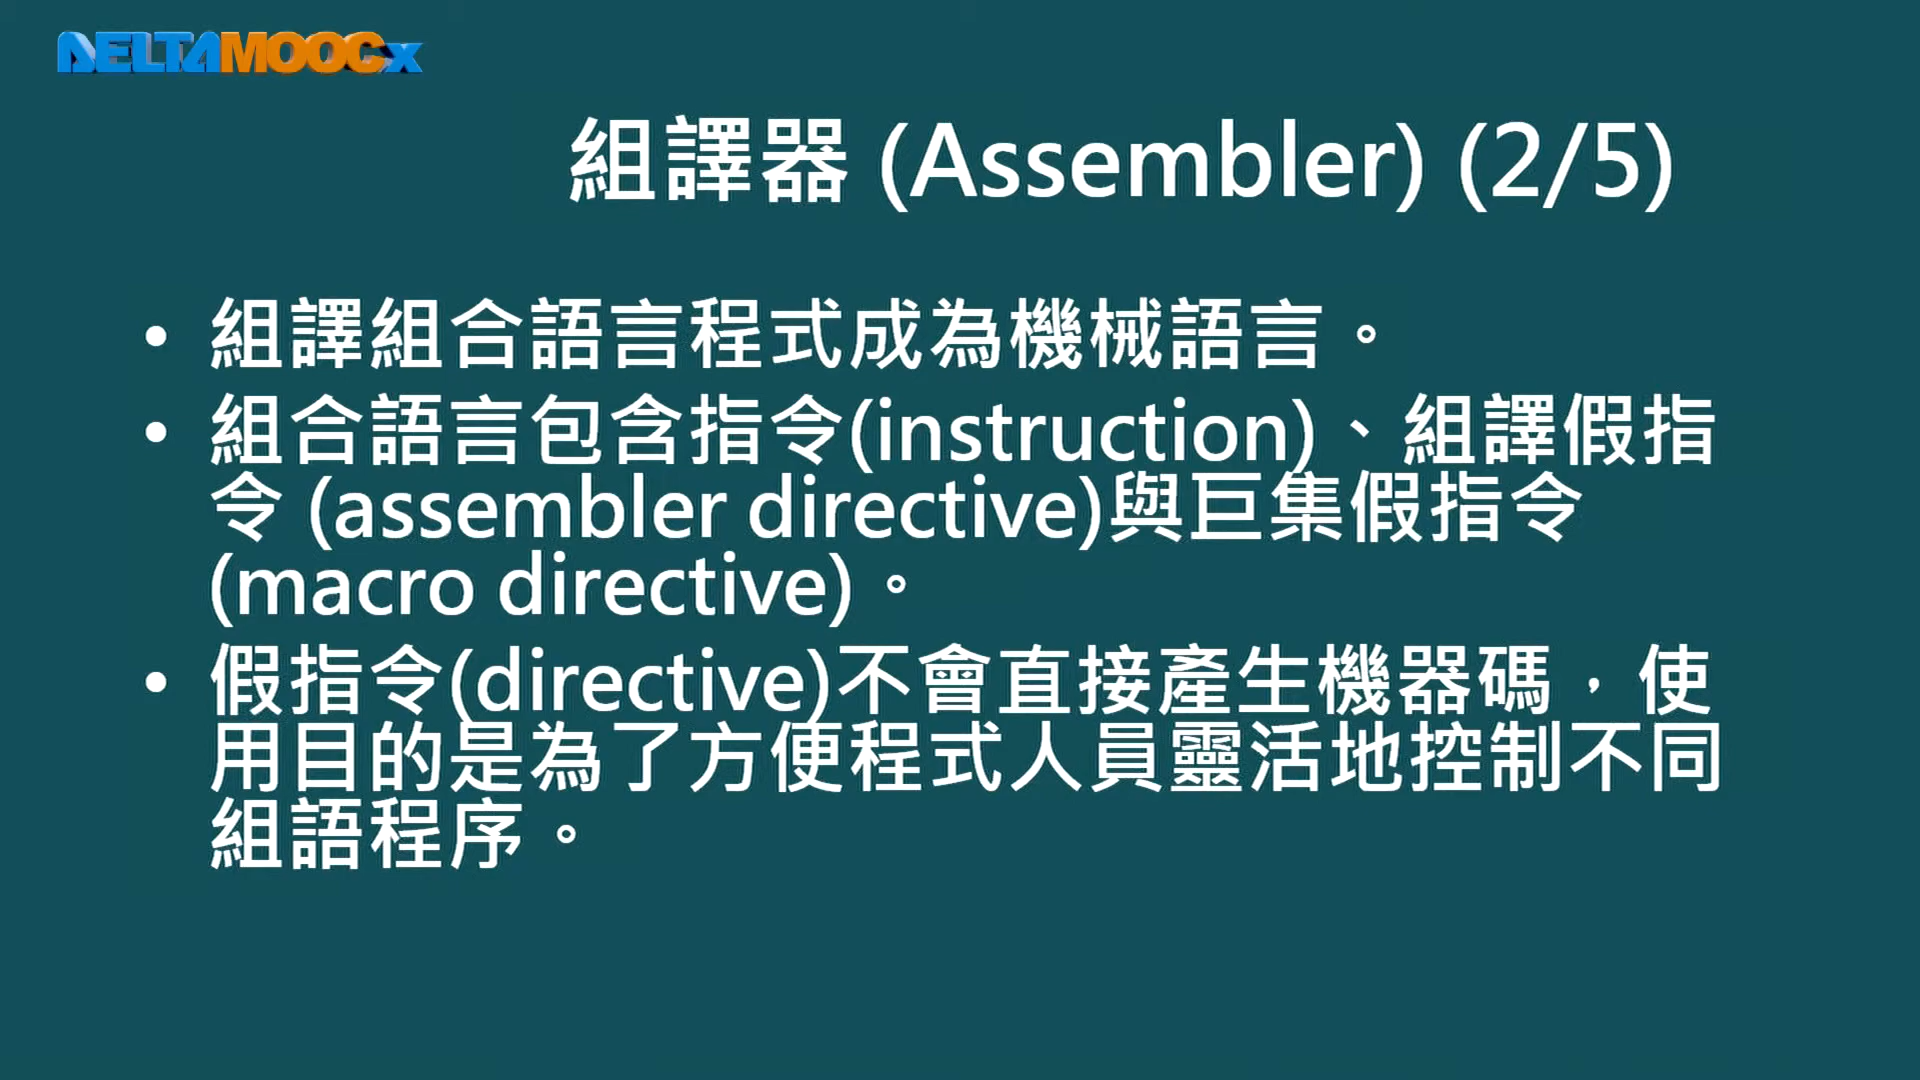 DELTAMOOCx
組譯器 (Assembler) (2/5)
• 組譯組合語言程式成為機械語言。
• 組合語言包含指令(instruction)、組譯假指
令 (assembler directive)與巨集假指令
(macro directive)。
• 假指令(directive)不會直接產生機器碼，使
用目的是為了方便程式人員靈活地控制不同
組語程序。